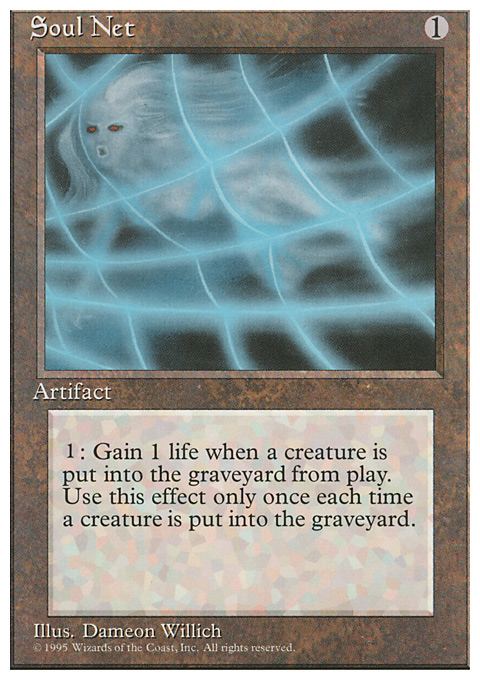 Soul Net 1
Artifact
1: Gain 1 life when a creature is
put into the graveyard from play.
Use this effect only once each time
a creature is put into the graveyard.
Illus. Dameon Willich
© 1995 Wizards of the Coast, Inc. All rights reserved.